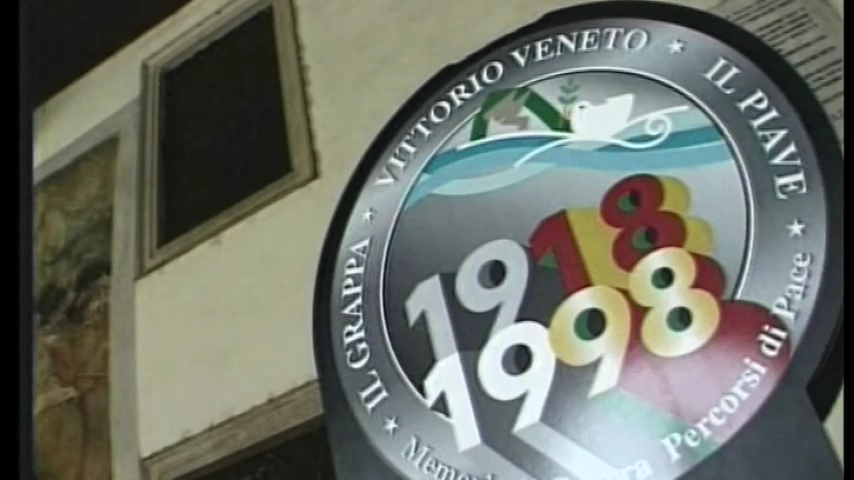 IL GRAPPA ★ VITTORIO VENETO ★ IL PIAVE ★
1918
1998
Percorsi di Pace